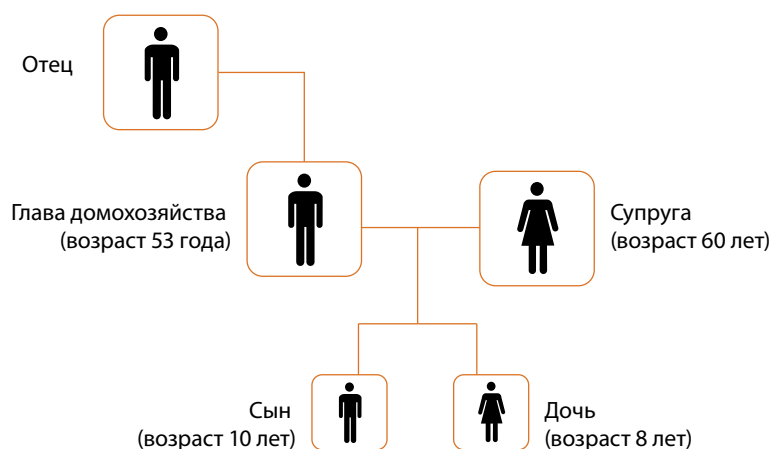 Отец
Глава домохозяйства
(возраст 53 года)
Супруга
(возраст 60 лет)
Сын
(возраст 10 лет)
Дочь
(возраст 8 лет)